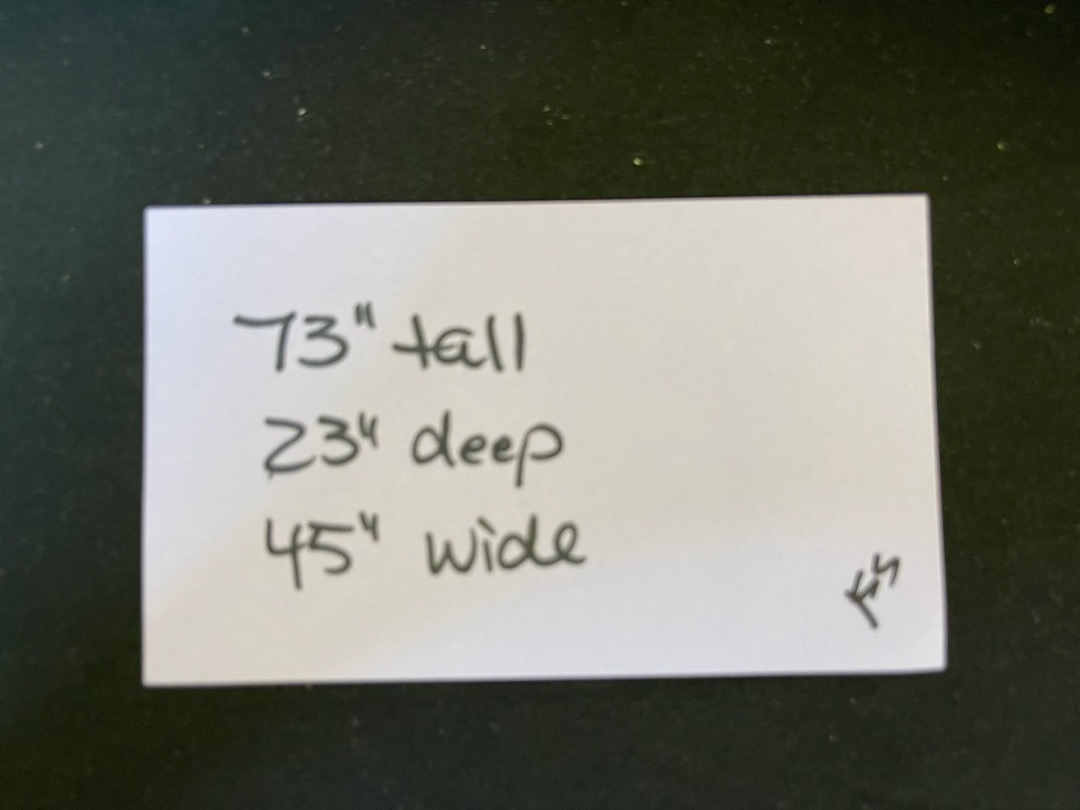 73" tall
23" deep
45" wide